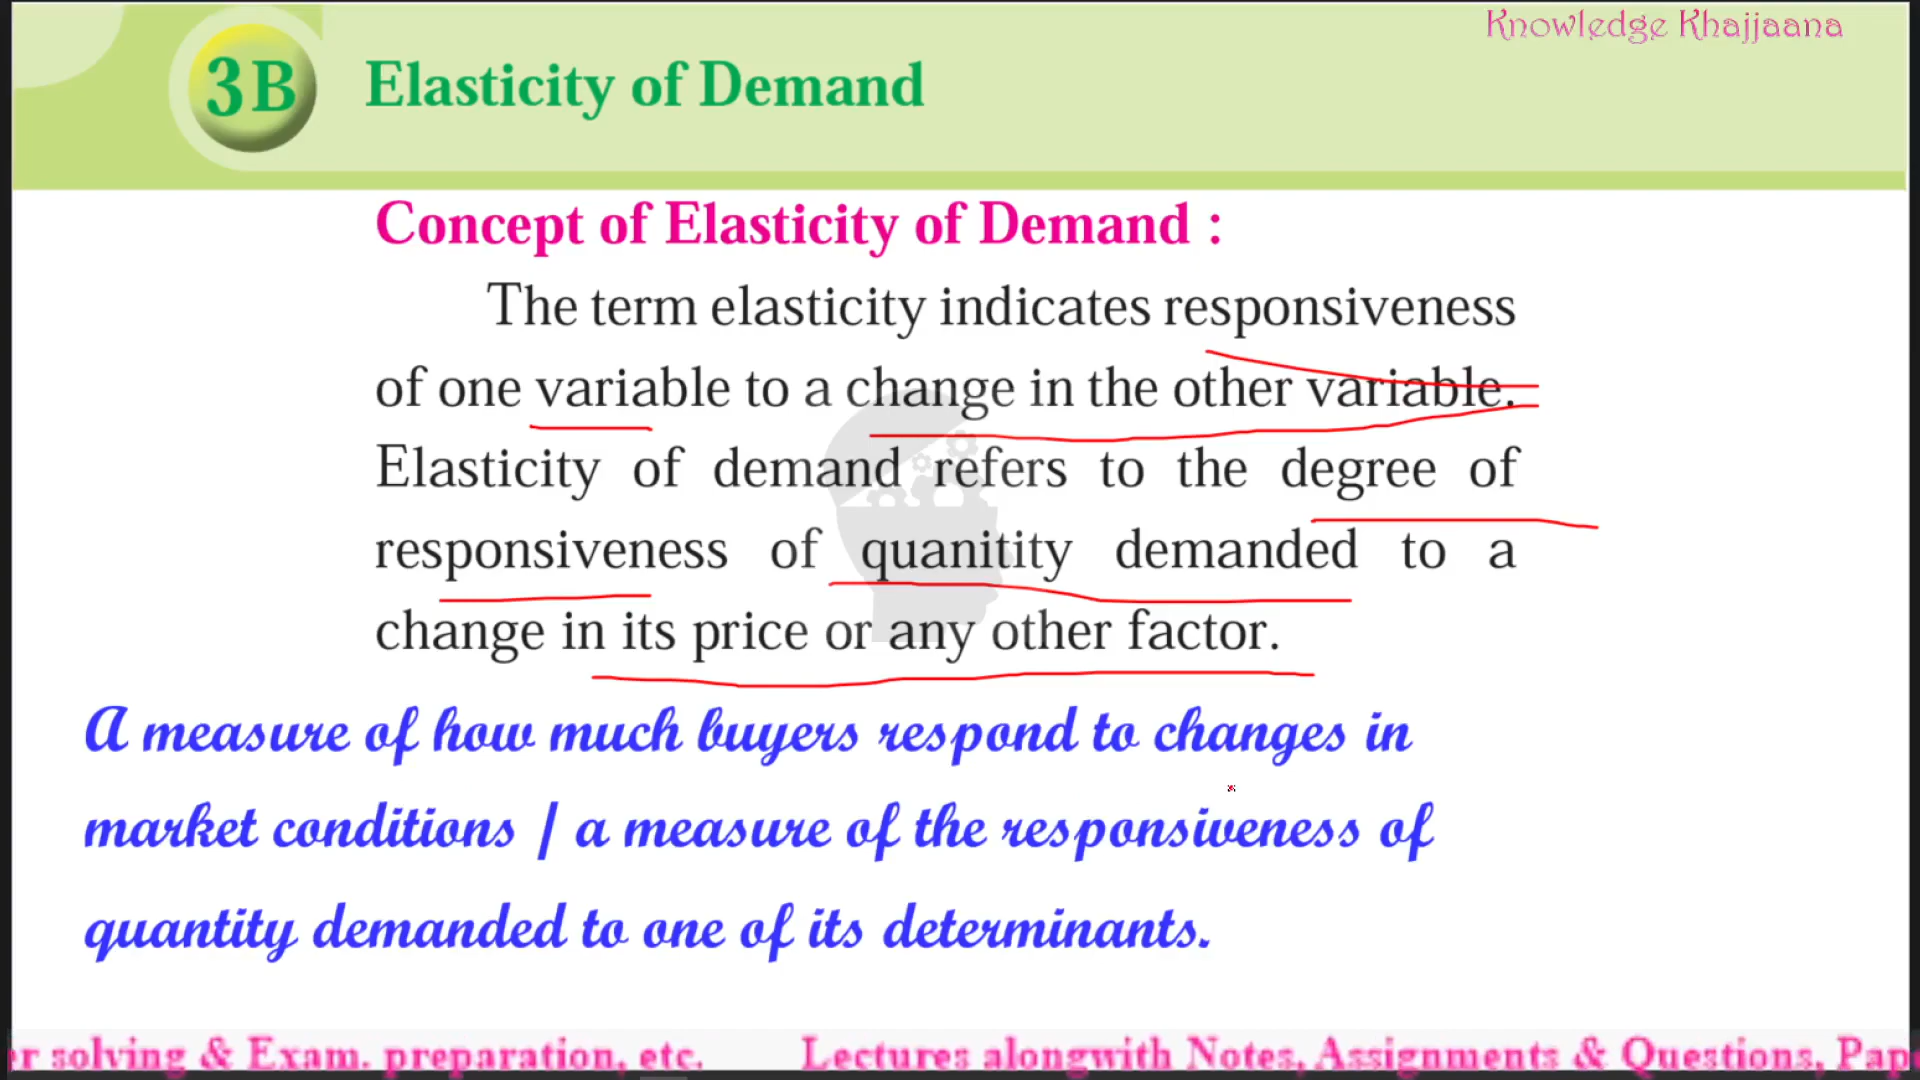 Knowledge Khajjaana
3B Elasticity of Demand
Concept of Elasticity of Demand :
The term elasticity indicates responsiveness
of one variable to a change in the other variable.
Elasticity of demand refers to the degree of
responsiveness of quanitity demanded to a
change in its price or any other factor.
A measure of how much buyers respond to changes in
market conditions / a measure of the responsiveness of
quantity demanded to one of its determinants.
er solving & Exam. preparation, etc. Lectures alongwith Notes, Assignments & Questions, Pap